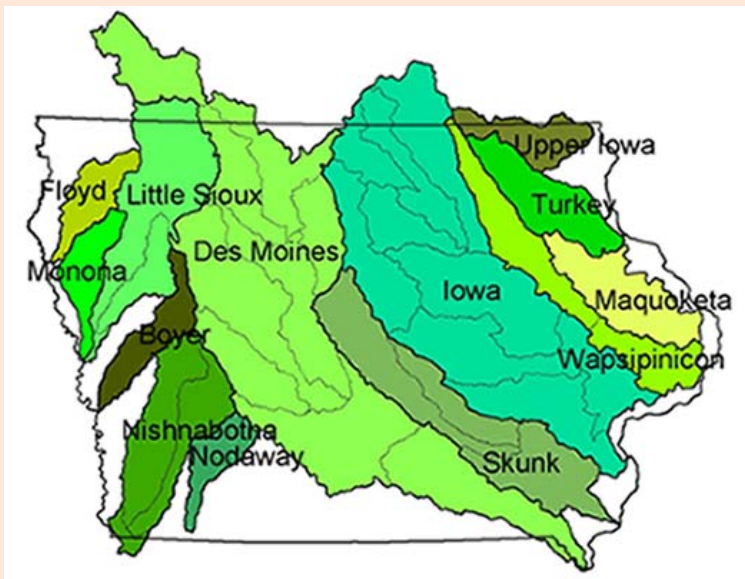 Upper Iowa
Floyd
Little Sioux
Turkey
Des Moines
Monona
Iowa
Maquoketa
Boyer
Wapsipinicon
Nishnabotna
Nodaway
Skunk